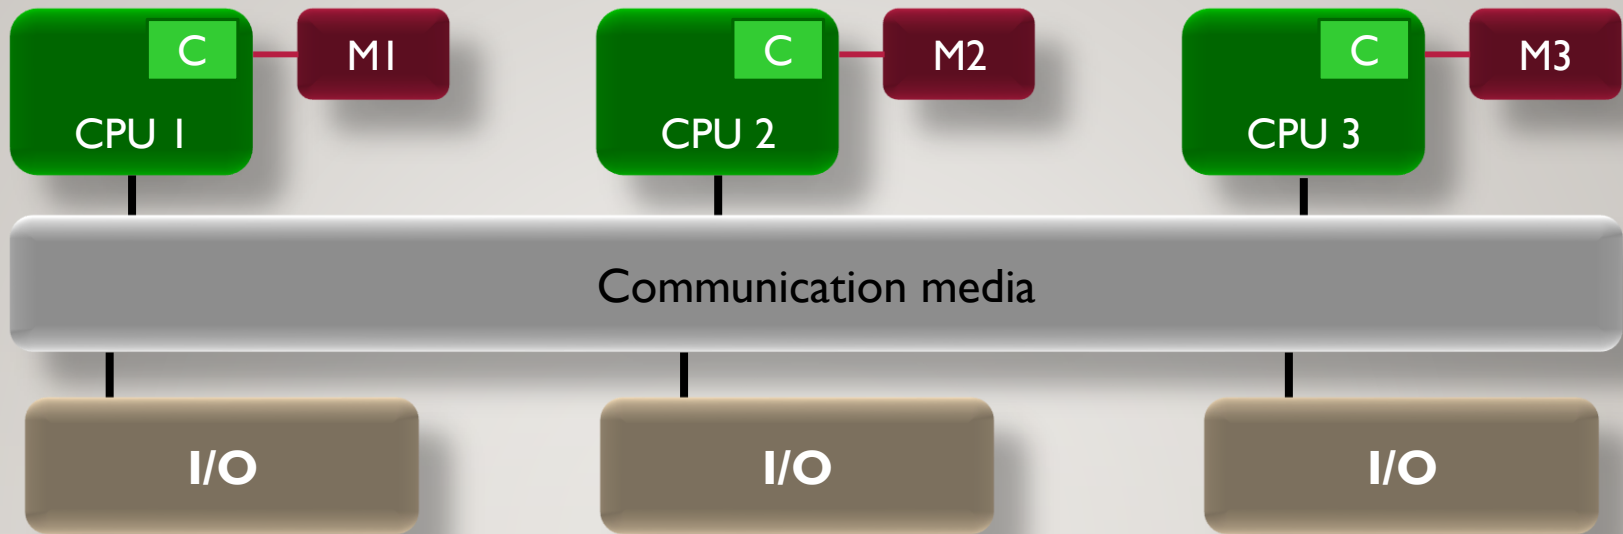 C
M1
CPU 1
C
M2
CPU 2
C
M3
CPU 3
Communication media
I/O
I/O
I/O